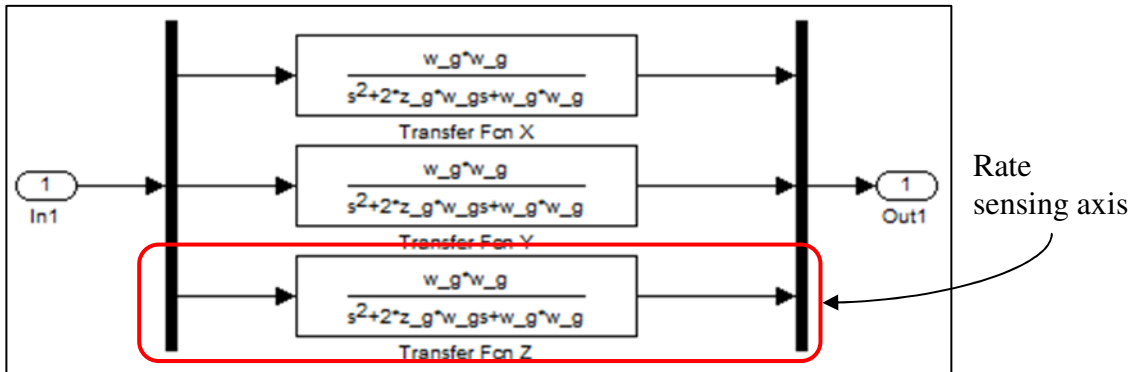 w_g*w_g
s²+2*z_g*w_gs+w_g*w_g
Transfer Fcn X
w_g*w_g
s²+2*z_g*w_gs+w_g*w_g
Transfer Fcn Y
w_g*w_g
s²+2*z_g*w_gs+w_g*w_g
Transfer Fcn Z
1
In1
1
Out1
Rate
sensing axis